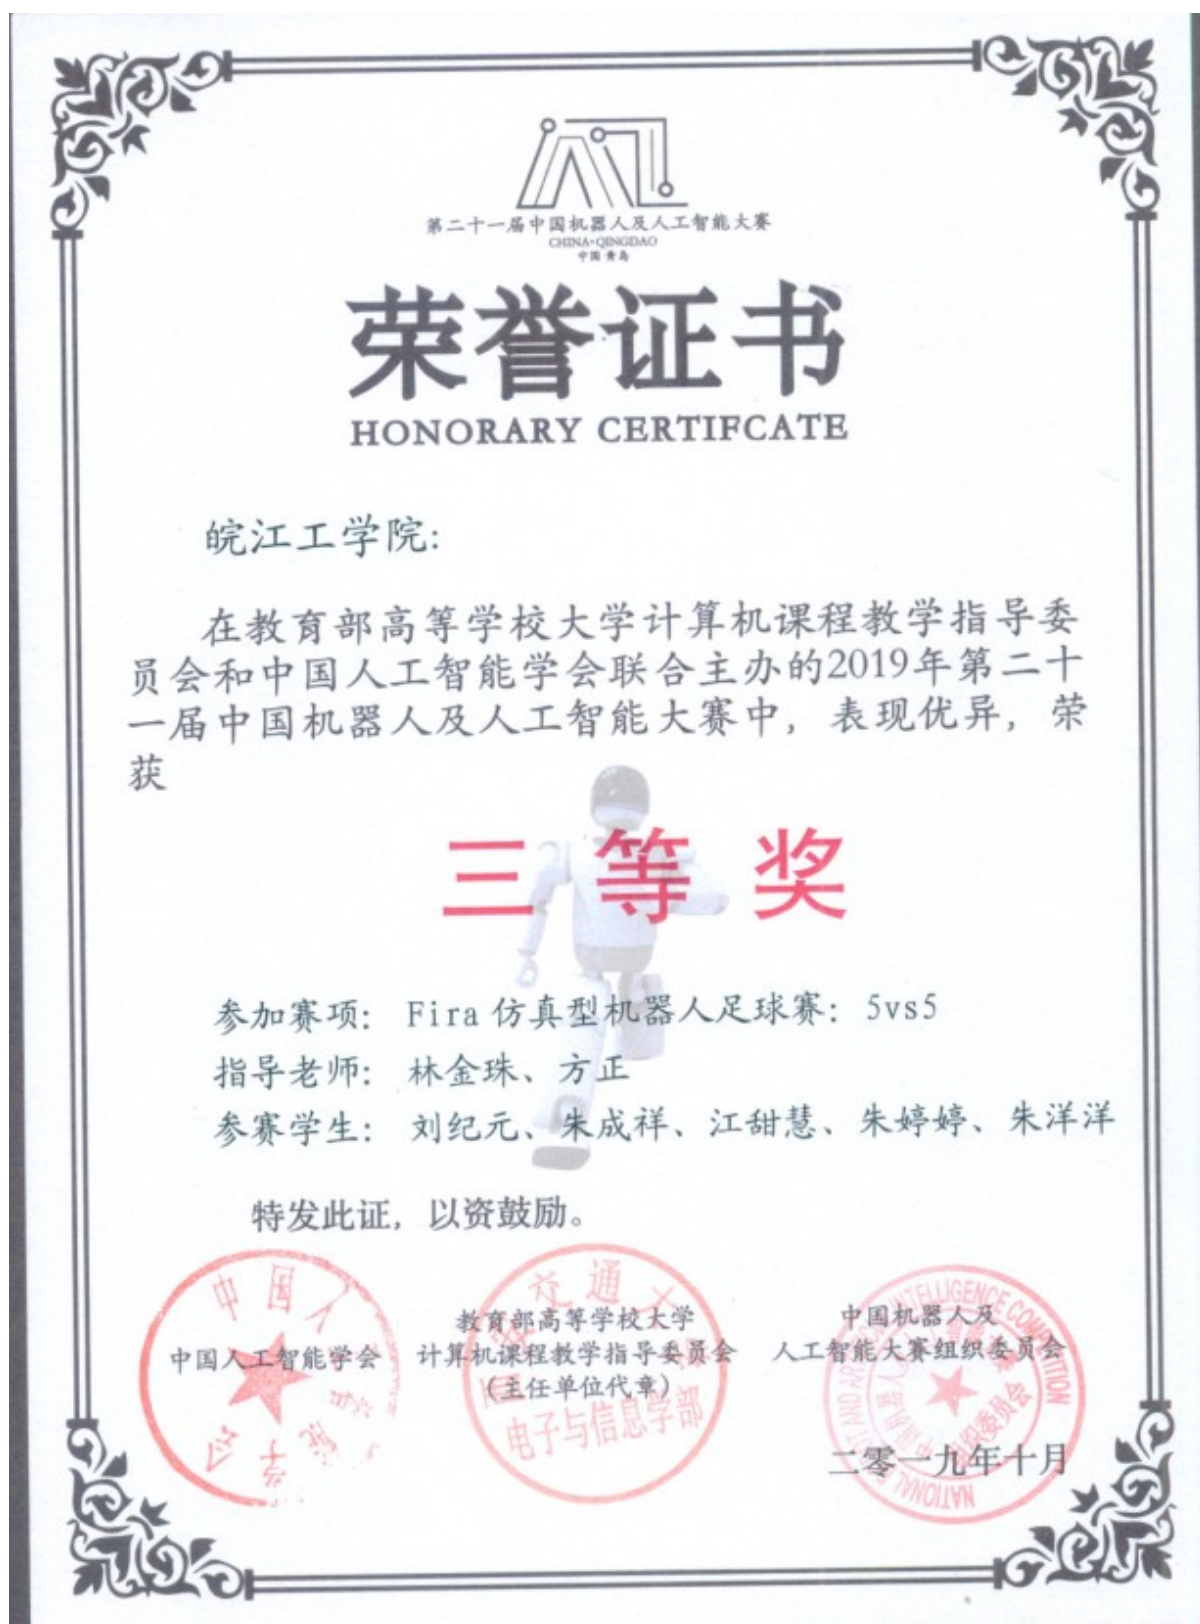 第二十一届中国机器人及人工智能大赛
CHINA•QINGDAO
中国 青岛
荣誉证书
HONORARY CERTIFCATE
皖江工学院:
在教育部高等学校大学计算机课程教学指导委
员会和中国人工智能学会联合主办的2019年第二十
一届中国机器人及人工智能大赛中，表现优异，荣
获
三等奖
参加赛项: Fira 仿真型机器人足球赛: 5vs5
指导老师: 林金珠、方正
参赛学生: 刘纪元、朱成祥、江甜慧、朱婷婷、朱洋洋
特发此证，以资鼓励。
中国人工智能学会
教育部高等学校大学
计算机课程教学指导委员会
（主任单位代章）
中国机器人及
人工智能大赛组织委员会
二零一九年十月
交通大
电子与信息学部